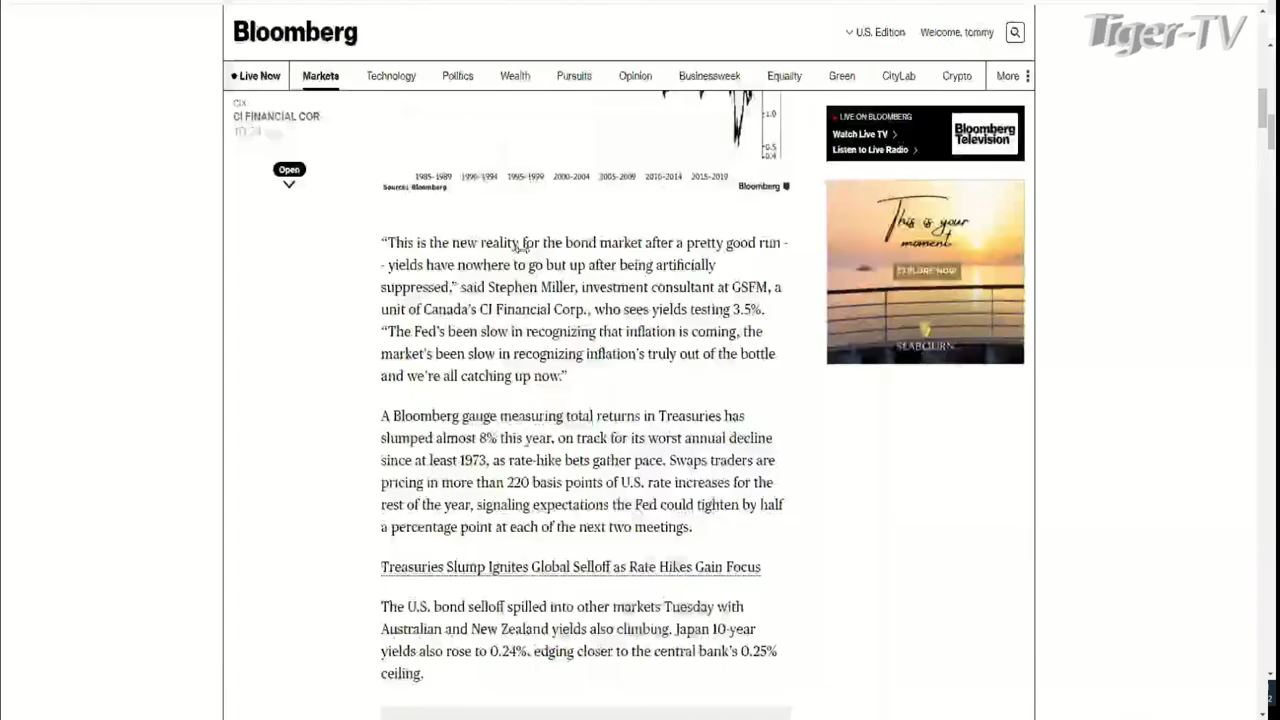 Bloomberg
U.S. Edition
Welcome, tommy
Tiger-TV
Live Now
Markets
Technology
Politics
Wealth
Pursuits
Opinion
Businessweek
Equality
Green
CityLab
Crypto
More
CIX
CI FINANCIAL COR
Open
1.0
0.5
0.4
1985-1989 1990-1994 1995-1999 2000-2004 2005-2009 2010-2014 2015-2019
Source: Bloomberg
Bloomberg
LIVE ON BLOOMBERG
Watch Live TV >
Listen to Live Radio >
Bloomberg
Television
This is your
moment
EXPLORE NOW
SEABOURN
“This is the new reality for the bond market after a pretty good run -
- yields have nowhere to go but up after being artificially
suppressed,” said Stephen Miller, investment consultant at GSFM, a
unit of Canada’s CI Financial Corp., who sees yields testing 3.5%.
“The Fed’s been slow in recognizing that inflation is coming, the
market’s been slow in recognizing inflation’s truly out of the bottle
and we’re all catching up now.”
A Bloomberg gauge measuring total returns in Treasuries has
slumped almost 8% this year, on track for its worst annual decline
since at least 1973, as rate-hike bets gather pace. Swaps traders are
pricing in more than 220 basis points of U.S. rate increases for the
rest of the year, signaling expectations the Fed could tighten by half
a percentage point at each of the next two meetings.
Treasuries Slump Ignites Global Selloff as Rate Hikes Gain Focus
The U.S. bond selloff spilled into other markets Tuesday with
Australian and New Zealand yields also climbing. Japan 10-year
yields also rose to 0.24%, edging closer to the central bank’s 0.25%
ceiling.